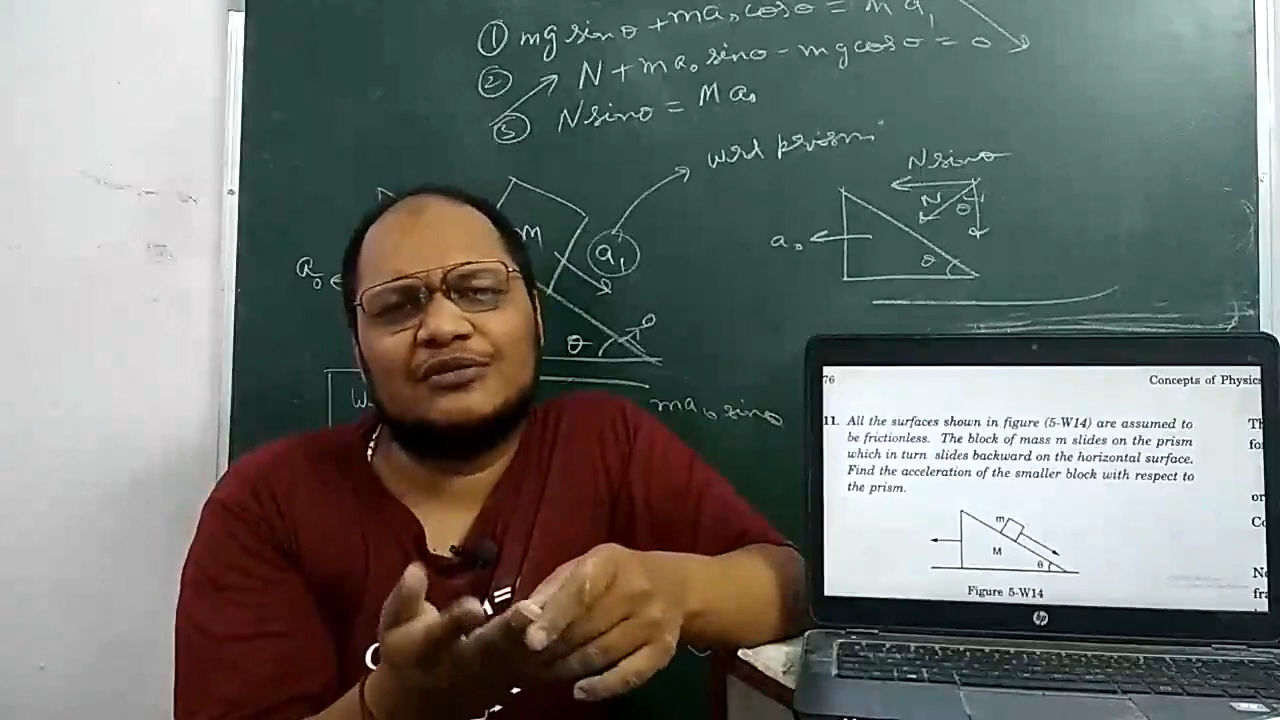 ① mg sinθ + ma₀ cosθ = ma₁
② N + ma₀ sinθ - mg cosθ = 0
③ N sinθ = Ma₀
wrt prism
N sinθ
N
θ
a₀
θ
m
a₁
a₀
θ
ma₀ sinθ
76 Concepts of Physics
11. All the surfaces shown in figure (5-W14) are assumed to
be frictionless. The block of mass m slides on the prism
which in turn slides backward on the horizontal surface.
Find the acceleration of the smaller block with respect to
the prism.
m
M
θ
Figure 5-W14
hp